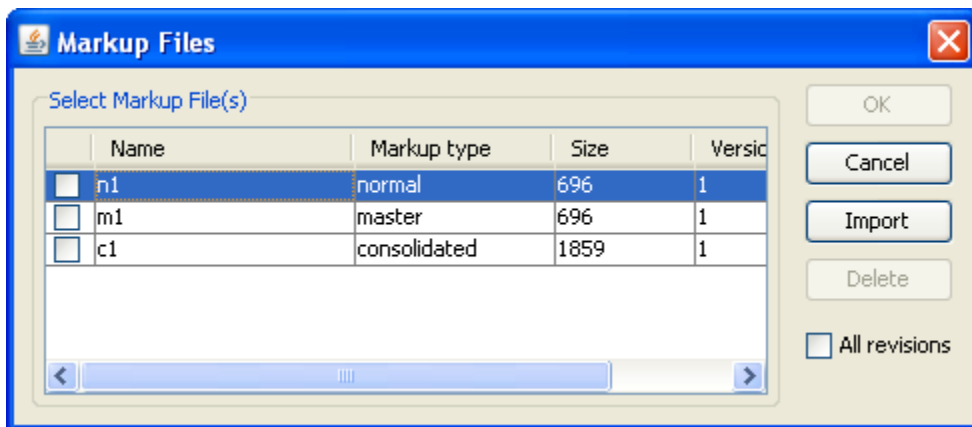 Markup Files
Select Markup File(s)
Name Markup type Size Versic
n1 normal 696 1
m1 master 696 1
c1 consolidated 1859 1
OK
Cancel
Import
Delete
All revisions